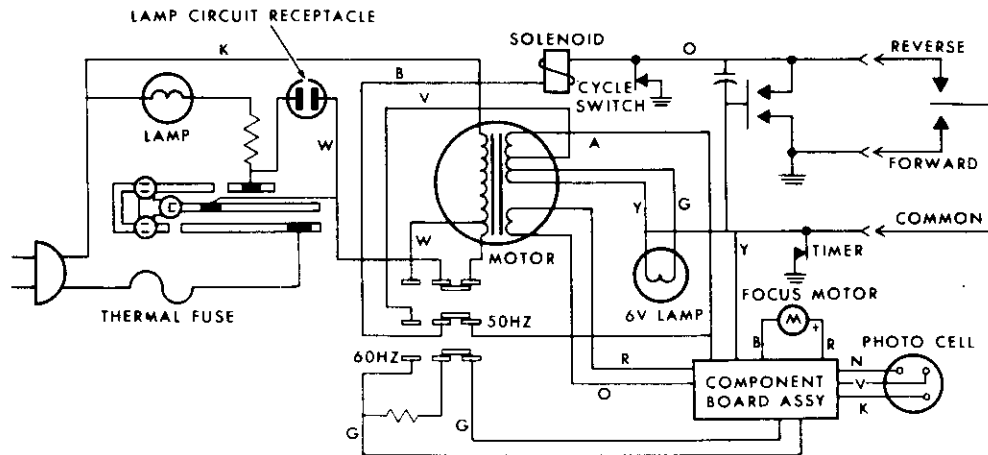 LAMP CIRCUIT RECEPTACLE
K
SOLENOID
O
REVERSE
B
V
CYCLE
SWITCH
LAMP
W
A
FORWARD
Y
G
W
COMMON
MOTOR
Y
TIMER
THERMAL FUSE
6V LAMP
FOCUS MOTOR
M
+
50HZ
B
R
PHOTO CELL
60HZ
R
N
O
COMPONENT
BOARD ASSY
V
K
G
G